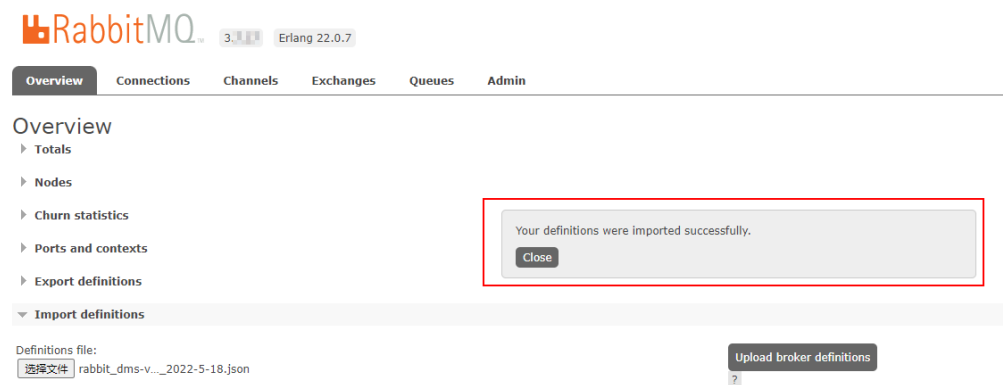 RabbitMQ
3. Erlang 22.0.7
Overview Connections Channels Exchanges Queues Admin
Overview
Totals
Nodes
Churn statistics
Ports and contexts
Export definitions
Your definitions were imported successfully.
Close
Import definitions
Definitions file:
选择文件 rabbit_dms-v..._2022-5-18.json
Upload broker definitions
?